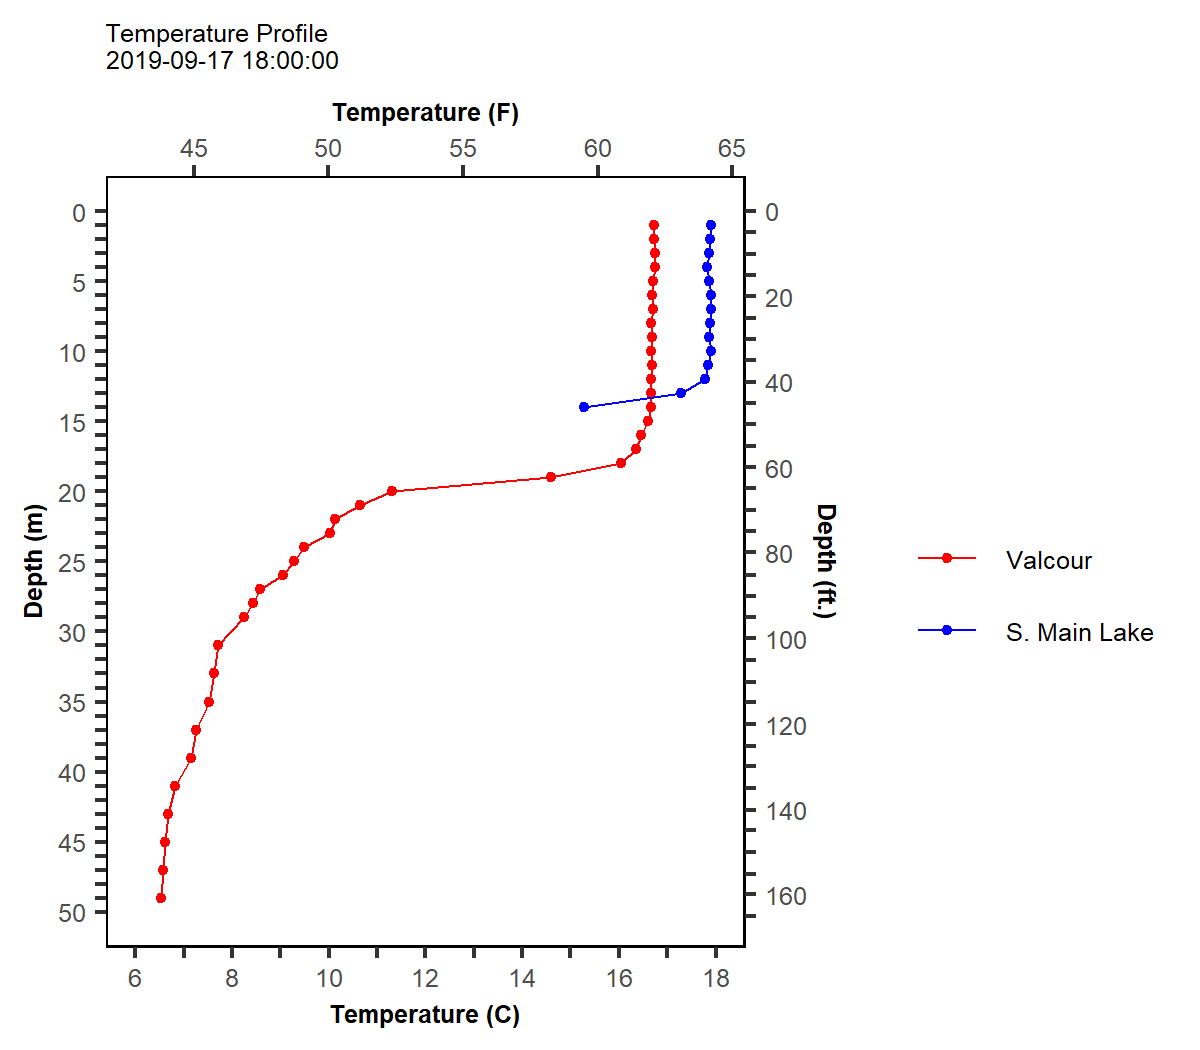 Temperature Profile
2019-09-17 18:00:00
Temperature (F)
45 50 55 60 65
0
5
10
15
20
25
30
35
40
45
50
Depth (m)
0
20
40
60
80
100
120
140
160
Depth (ft.)
Valcour
S. Main Lake
6 8 10 12 14 16 18
Temperature (C)